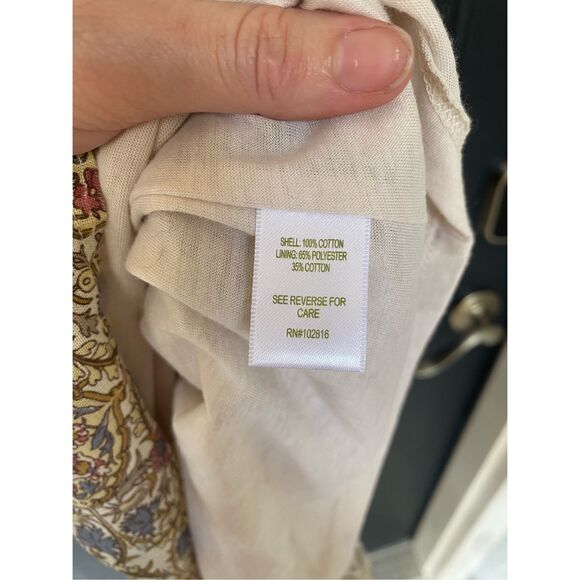 SHELL: 100% COTTON
LINING: 65% POLYESTER
35% COTTON
SEE REVERSE FOR
CARE
RN#102816